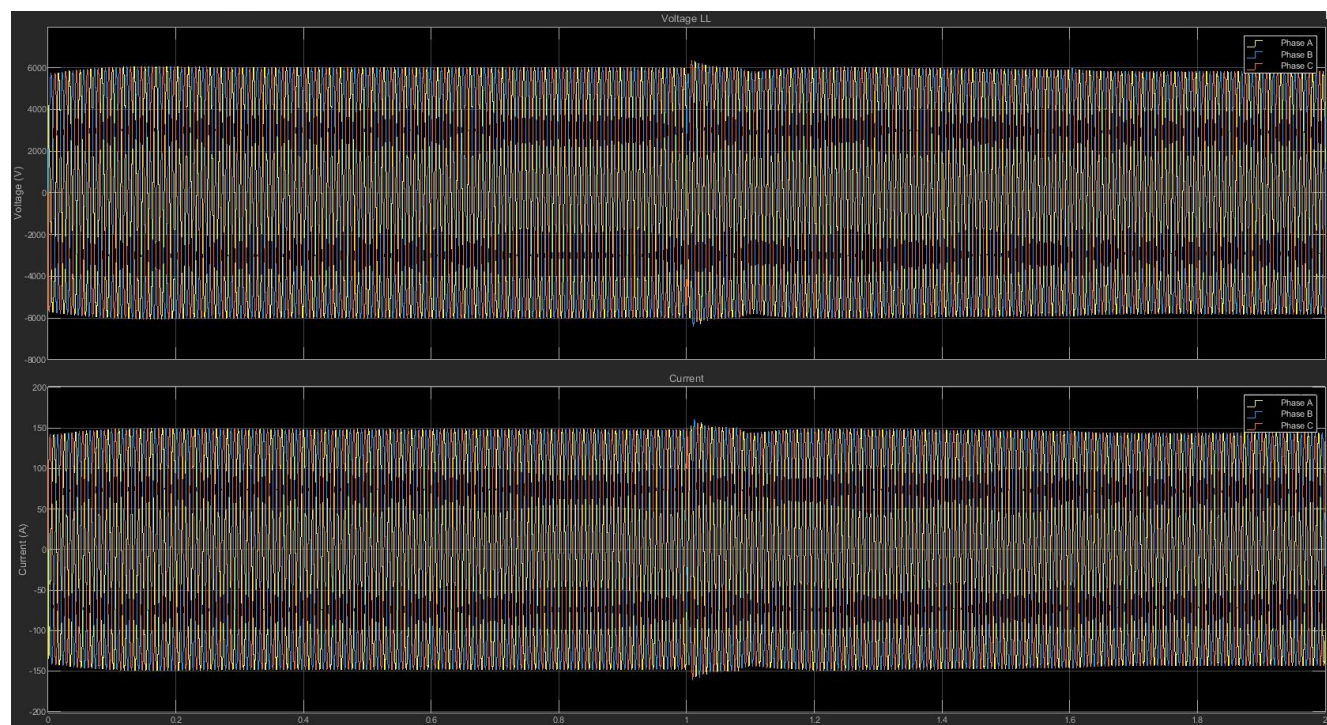 Voltage LL
Phase A
Phase B
Phase C
6000
4000
2000
0
-2000
-4000
-6000
-8000
Voltage (V)
Current
Phase A
Phase B
Phase C
200
150
100
50
0
-50
-100
-150
-200
Current (A)
0
0.2
0.4
0.6
0.8
1
1.2
1.4
1.6
1.8
2